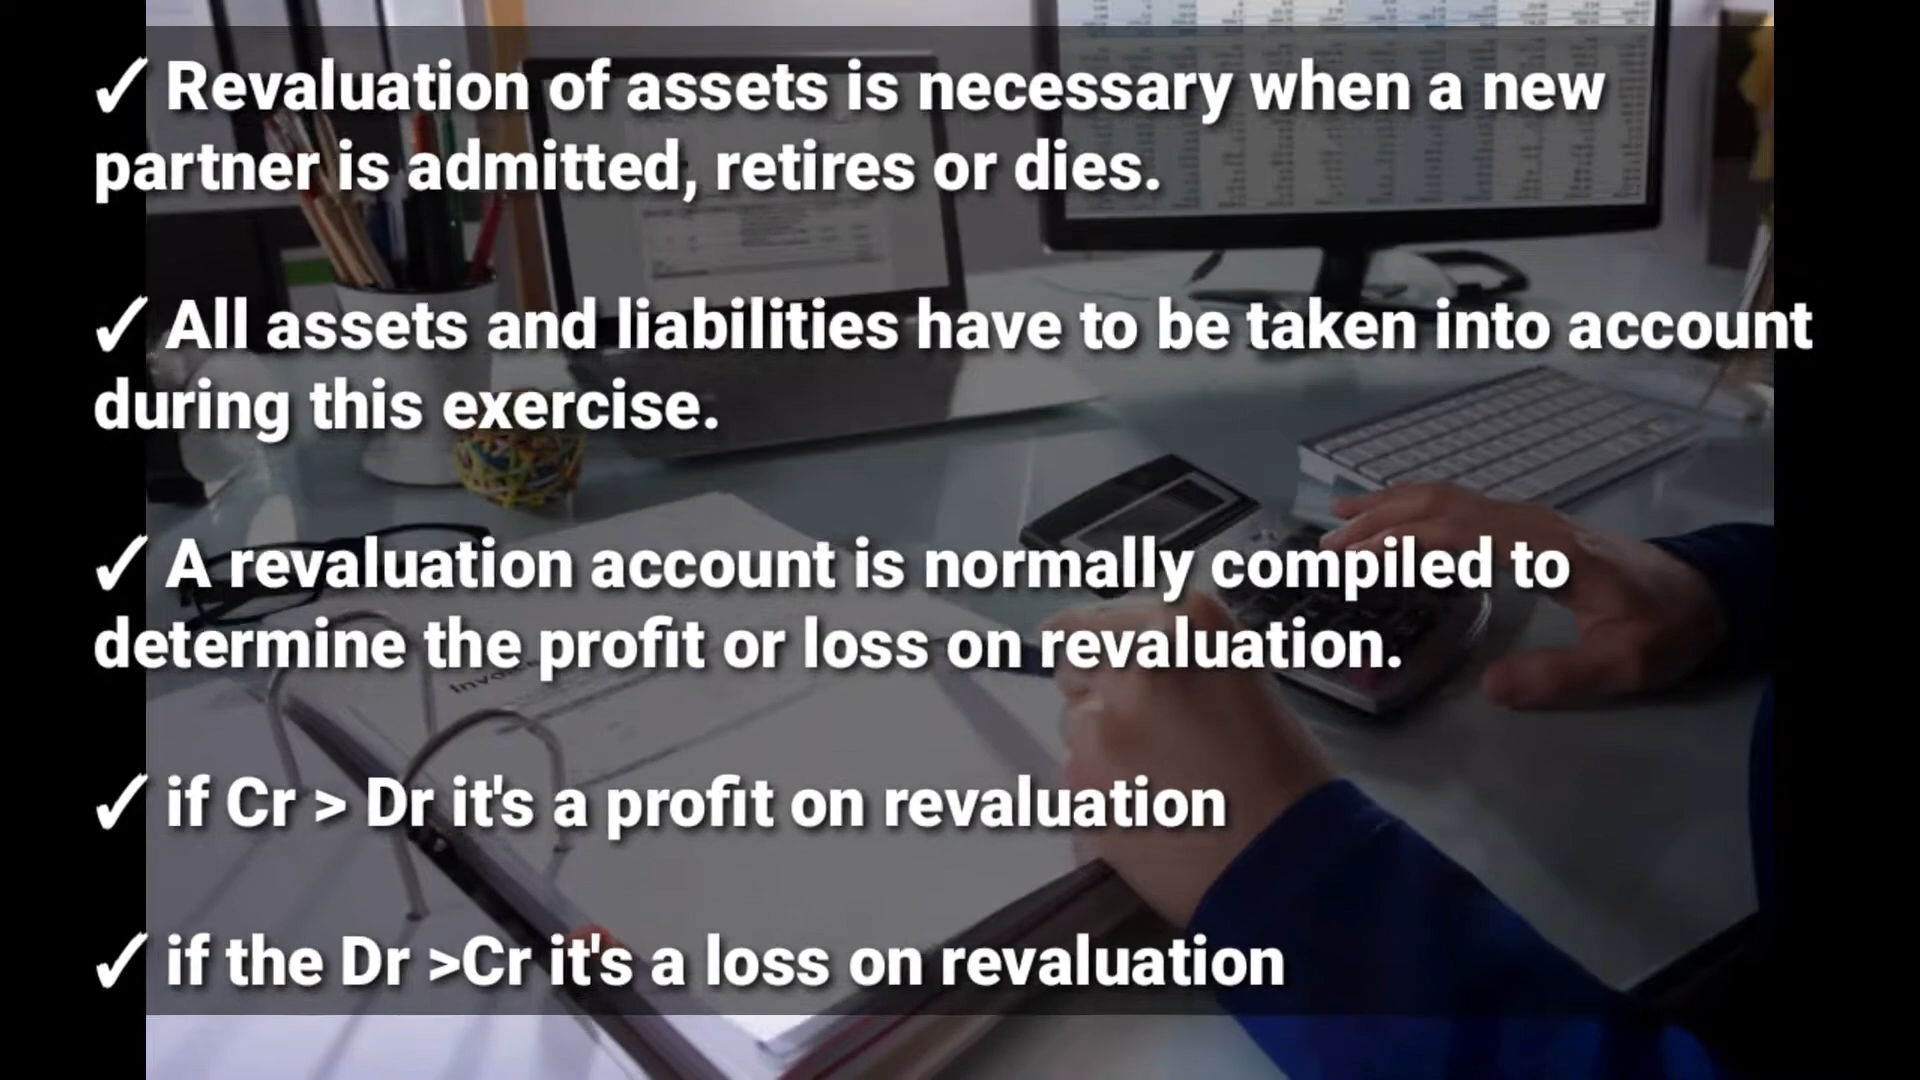 ✓ Revaluation of assets is necessary when a new
partner is admitted, retires or dies.
✓ All assets and liabilities have to be taken into account
during this exercise.
✓ A revaluation account is normally compiled to
determine the profit or loss on revaluation.
✓ if Cr > Dr it's a profit on revaluation
✓ if the Dr >Cr it's a loss on revaluation